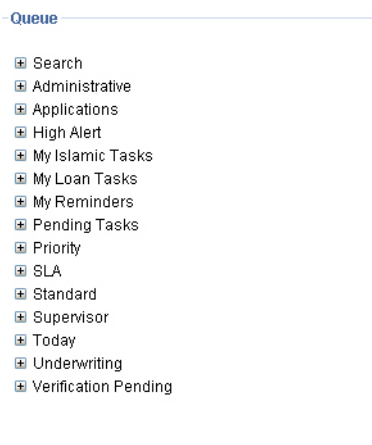 Queue
Search
Administrative
Applications
High Alert
My Islamic Tasks
My Loan Tasks
My Reminders
Pending Tasks
Priority
SLA
Standard
Supervisor
Today
Underwriting
Verification Pending